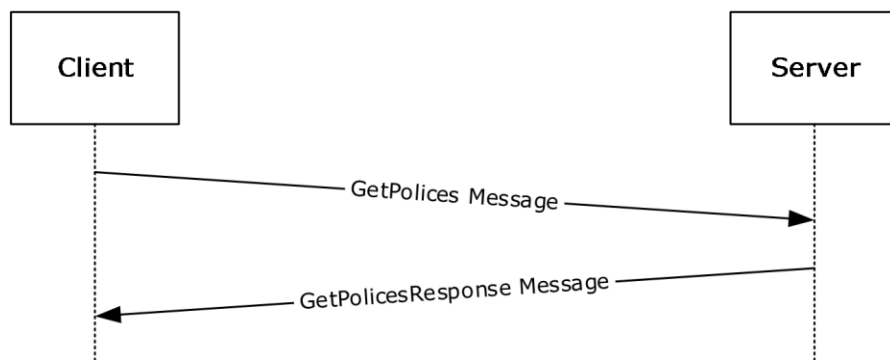 Client
Server
GetPolices Message
GetPolicesResponse Message